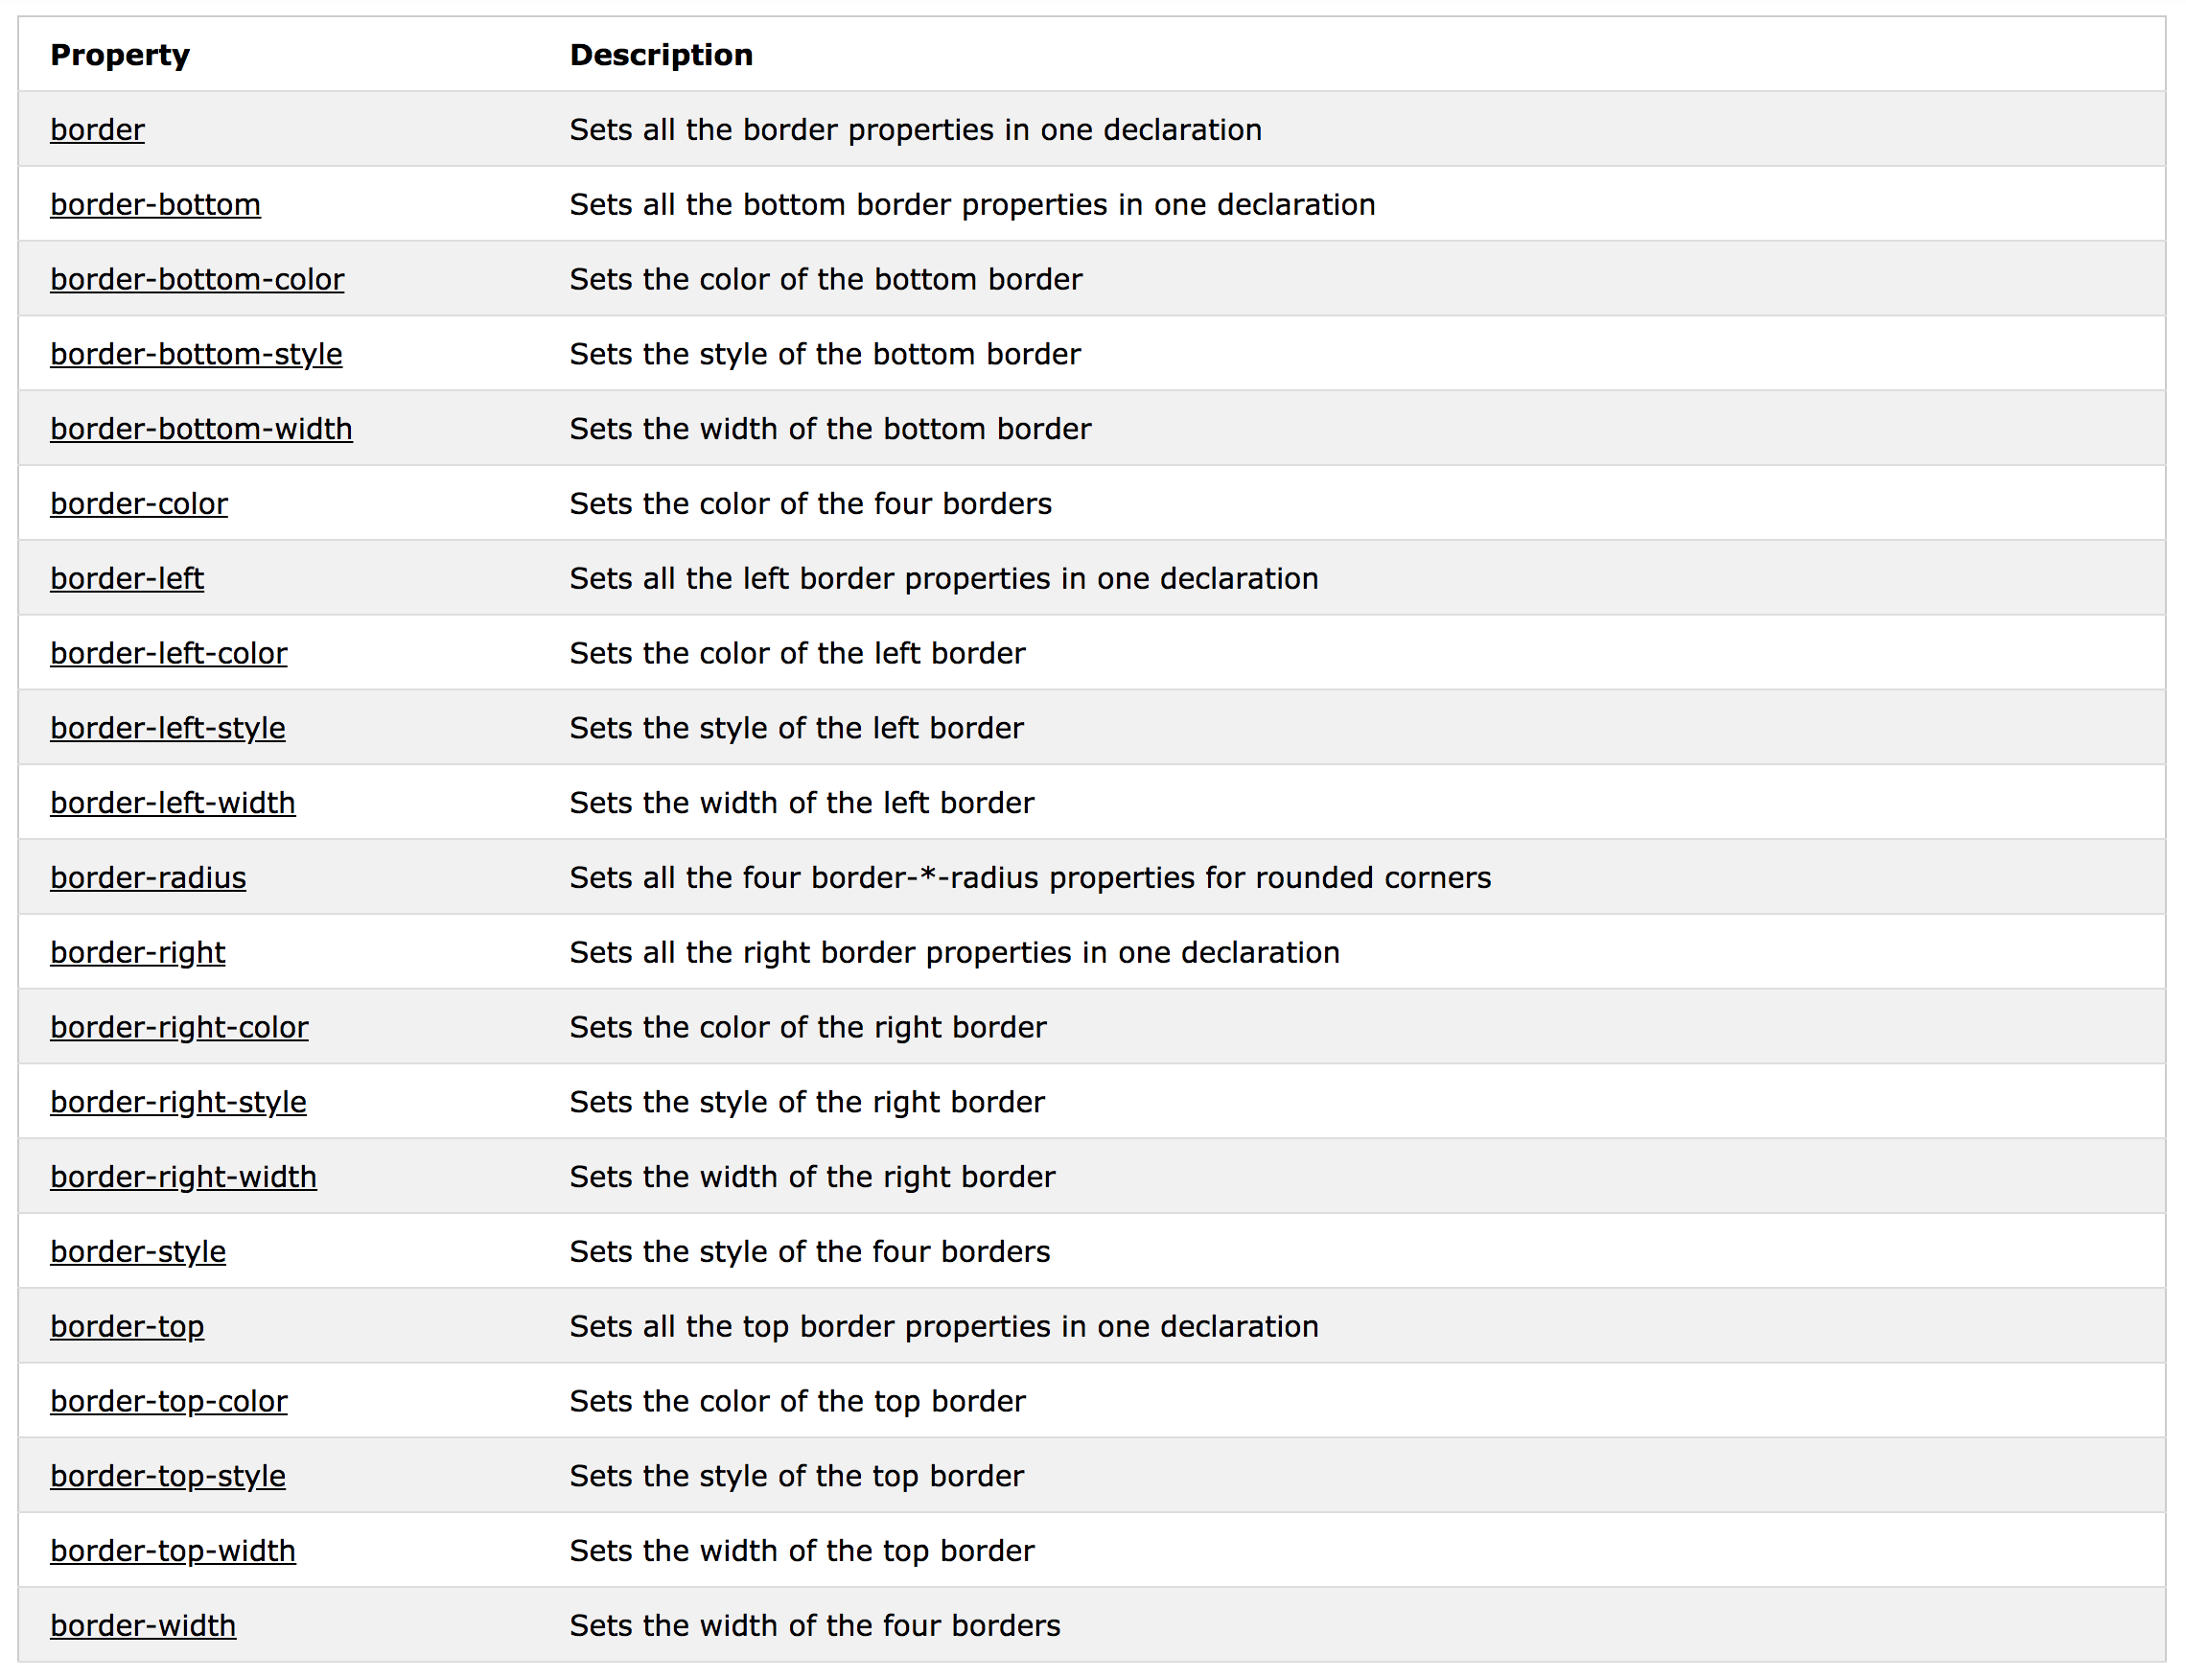 Property Description
border Sets all the border properties in one declaration
border-bottom Sets all the bottom border properties in one declaration
border-bottom-color Sets the color of the bottom border
border-bottom-style Sets the style of the bottom border
border-bottom-width Sets the width of the bottom border
border-color Sets the color of the four borders
border-left Sets all the left border properties in one declaration
border-left-color Sets the color of the left border
border-left-style Sets the style of the left border
border-left-width Sets the width of the left border
border-radius Sets all the four border-*-radius properties for rounded corners
border-right Sets all the right border properties in one declaration
border-right-color Sets the color of the right border
border-right-style Sets the style of the right border
border-right-width Sets the width of the right border
border-style Sets the style of the four borders
border-top Sets all the top border properties in one declaration
border-top-color Sets the color of the top border
border-top-style Sets the style of the top border
border-top-width Sets the width of the top border
border-width Sets the width of the four borders